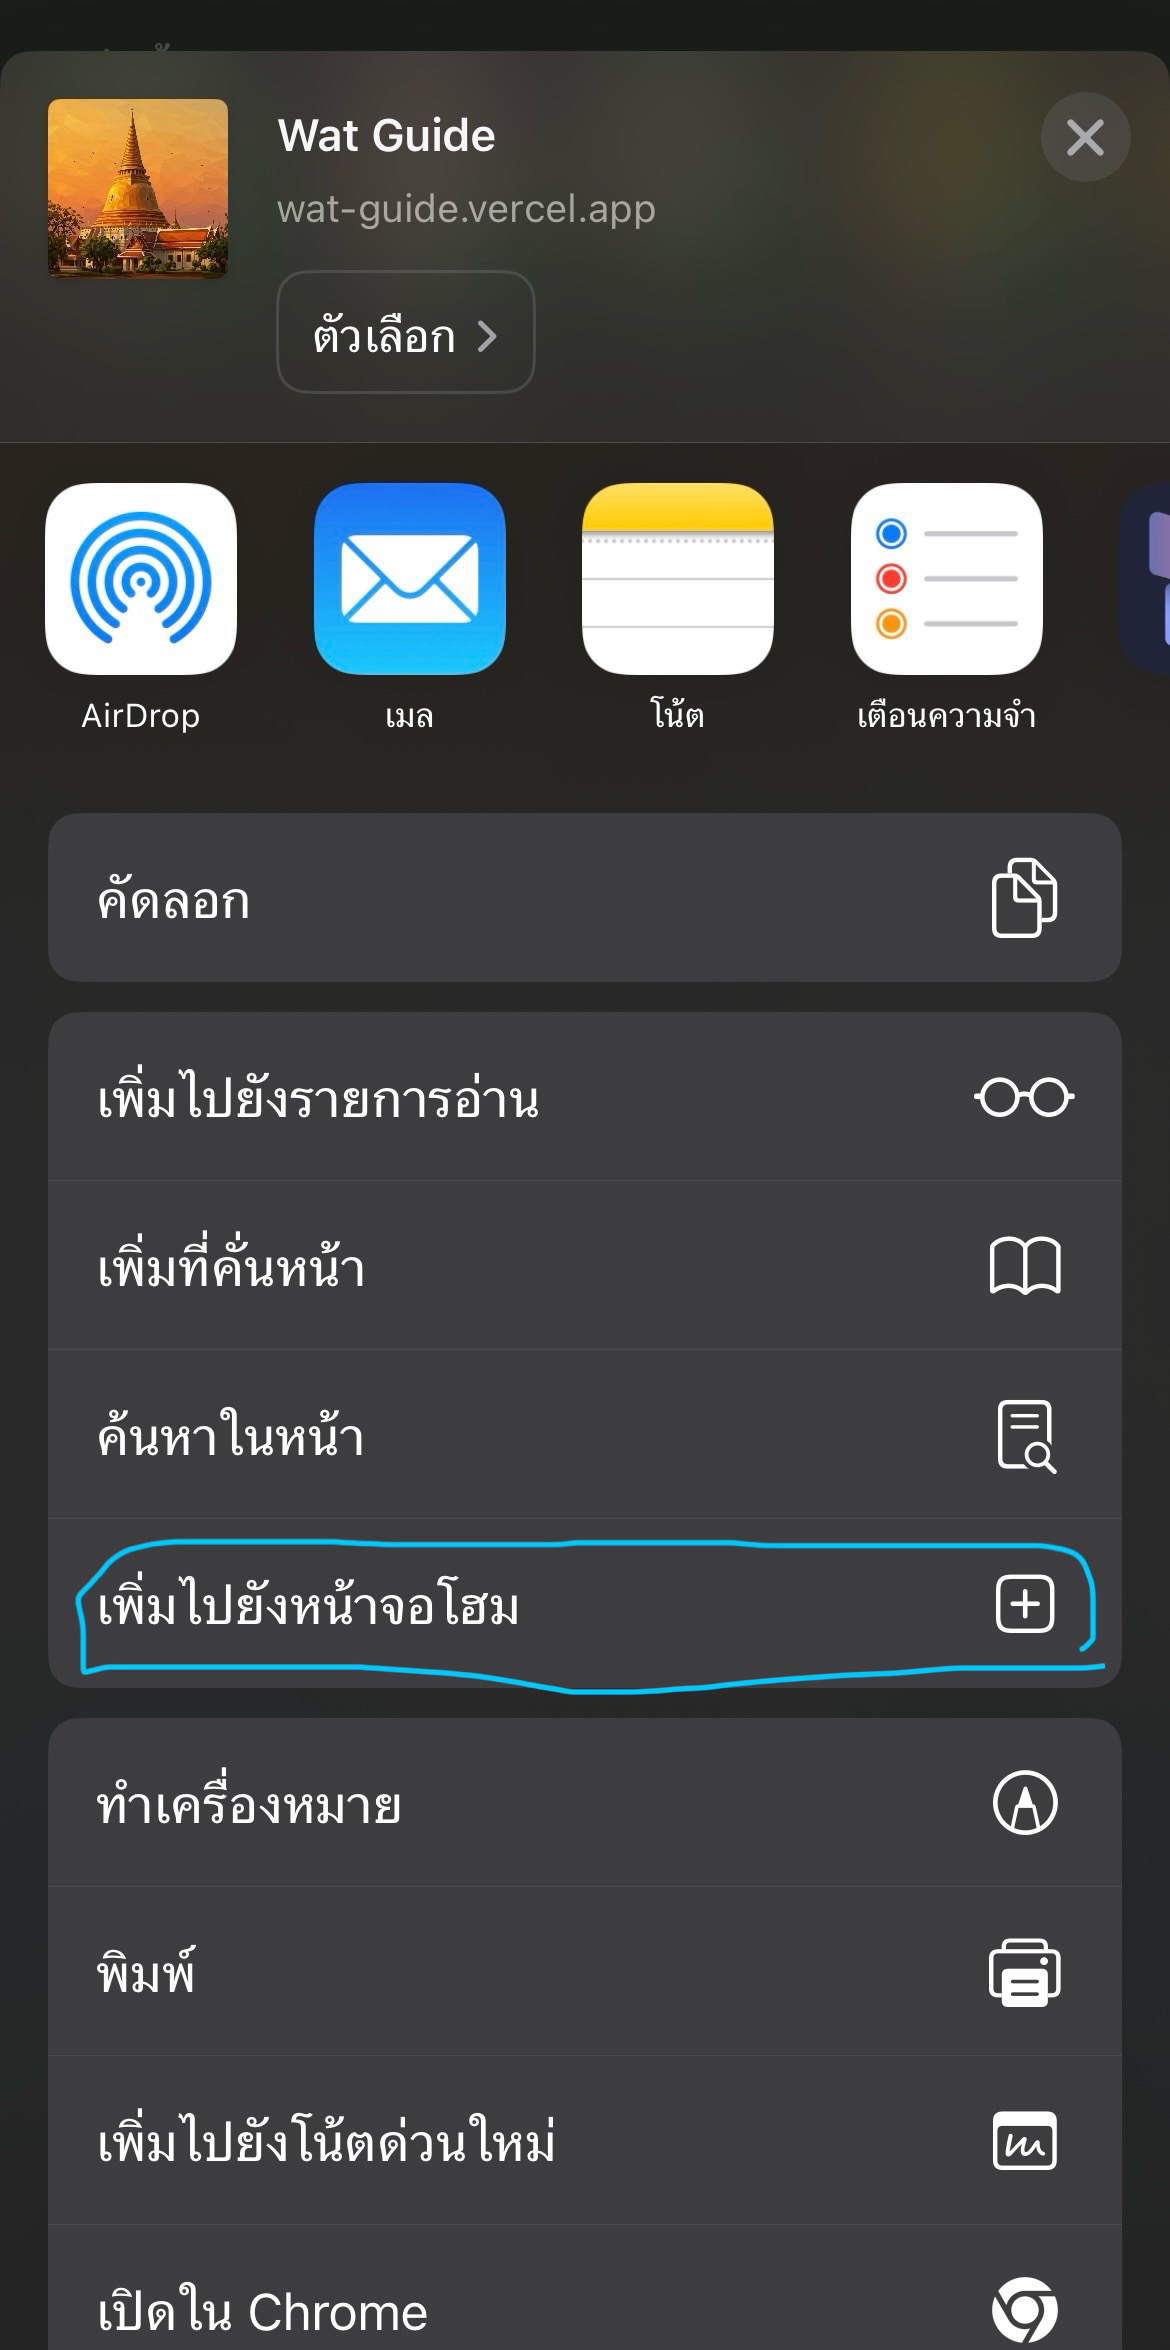 Wat Guide
wat-guide.vercel.app
ตัวเลือก
AirDrop
เมล
โน้ต
เตือนความจำ
คัดลอก
เพิ่มไปยังรายการอ่าน
เพิ่มที่คั่นหน้า
ค้นหาในหน้า
เพิ่มไปยังหน้าจอโฮม
ทำเครื่องหมาย
พิมพ์
เพิ่มไปยังโน้ตด่วนใหม่
เปิดใน Chrome